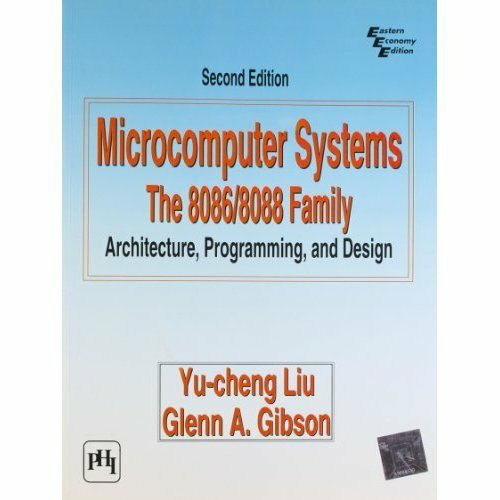 Eastern
Economy
Edition
Second Edition
Microcomputer Systems
The 8086/8088 Family
Architecture, Programming, and Design
Yu-cheng Liu
Glenn A. Gibson
PHI